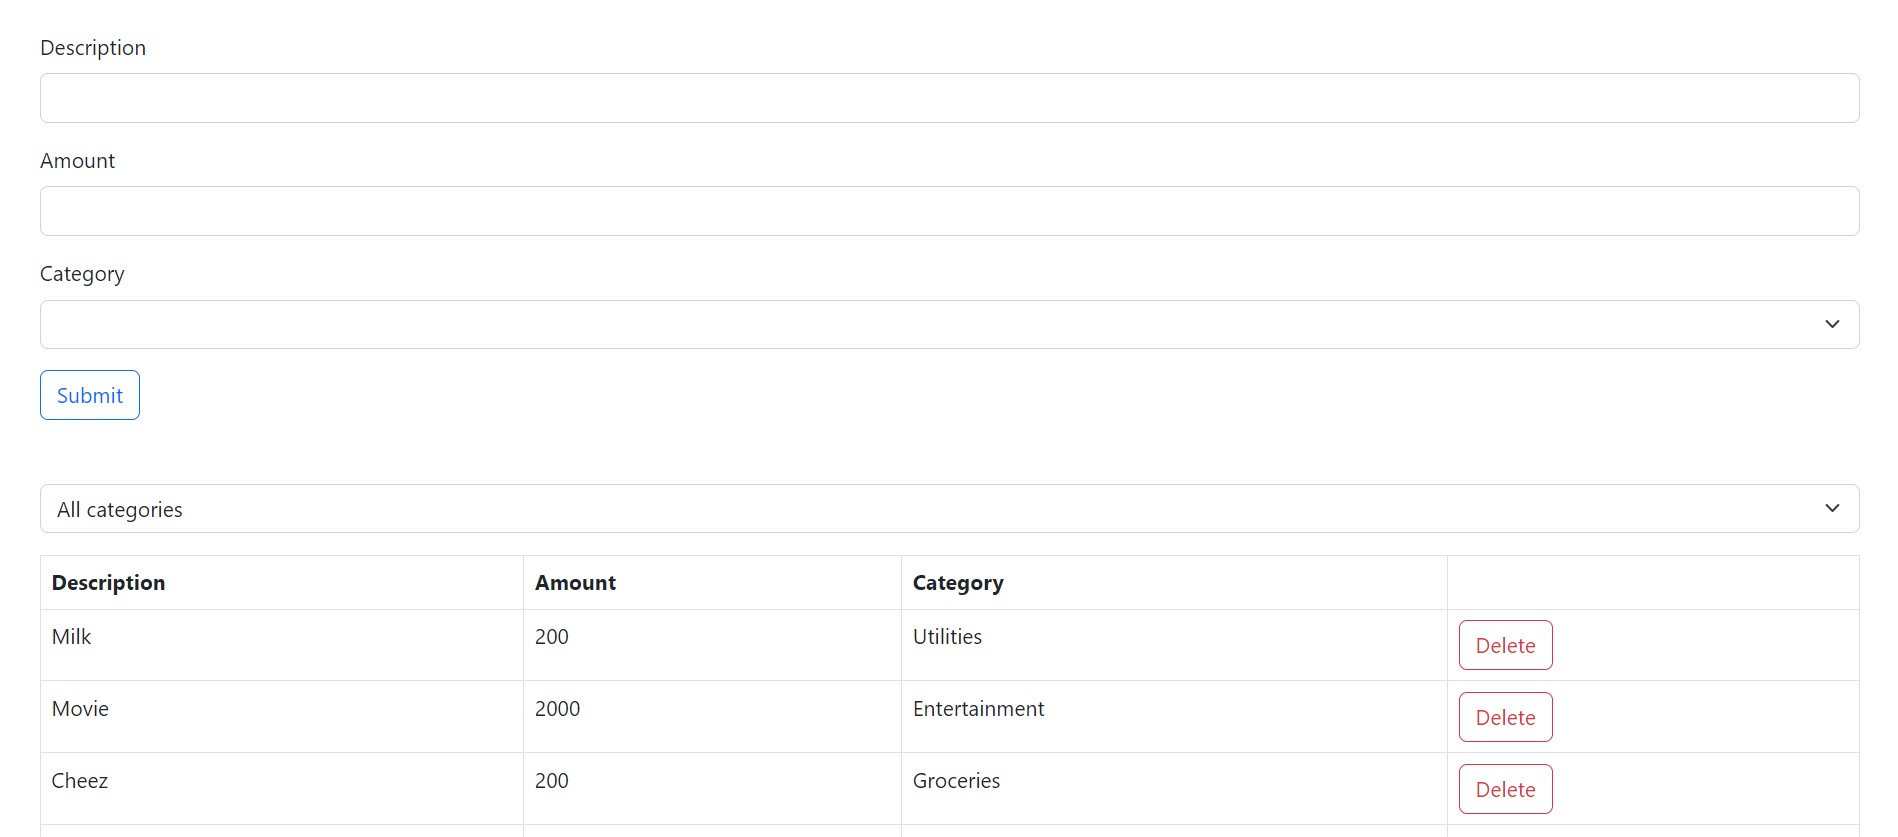 Description
Amount
Category
Submit
All categories
Description Amount Category
Milk 200 Utilities Delete
Movie 2000 Entertainment Delete
Cheez 200 Groceries Delete